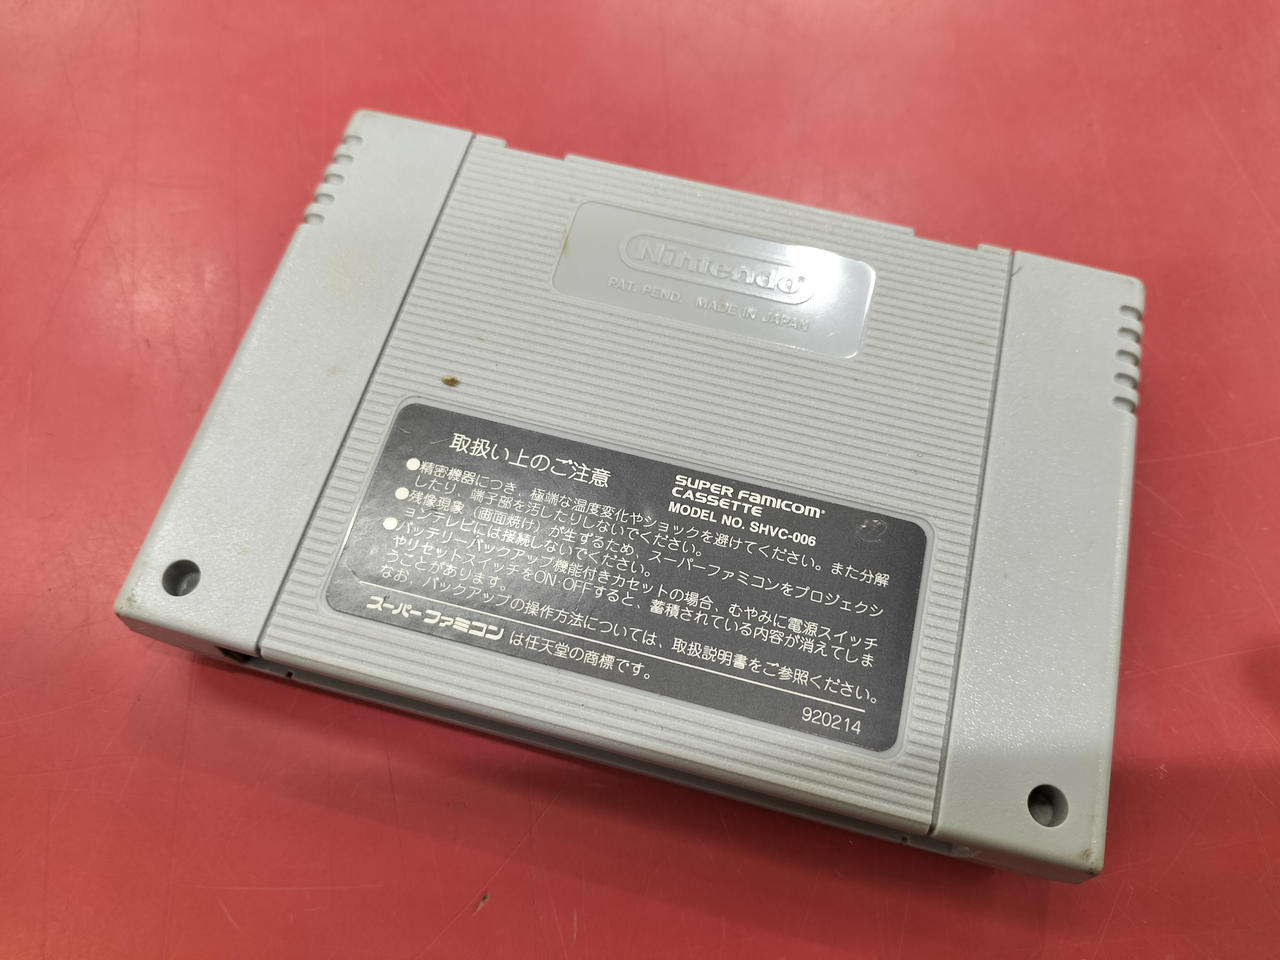 Nintendo
PAT. PEND. MADE IN JAPAN
取扱い上のご注意
SUPER Famicom
CASSETTE
MODEL NO. SHVC-006
●精密機器につき、極端な温度変化やショックを避けてください。また分解
したり、端子部を汚したりしないでください。
●残像現象（画面焼け）が生ずるため、スーパーファミコンをプロジェクシ
ョンテレビには接続しないでください。
●バッテリーバックアップ機能付きカセットの場合、むやみに電源スイッチ
やリセットスイッチをON・OFFすると、蓄積されている内容が消えてしま
うことがあります。
なお、バックアップの操作方法については、取扱説明書をご参照ください。
スーパーファミコンは任天堂の商標です。
920214